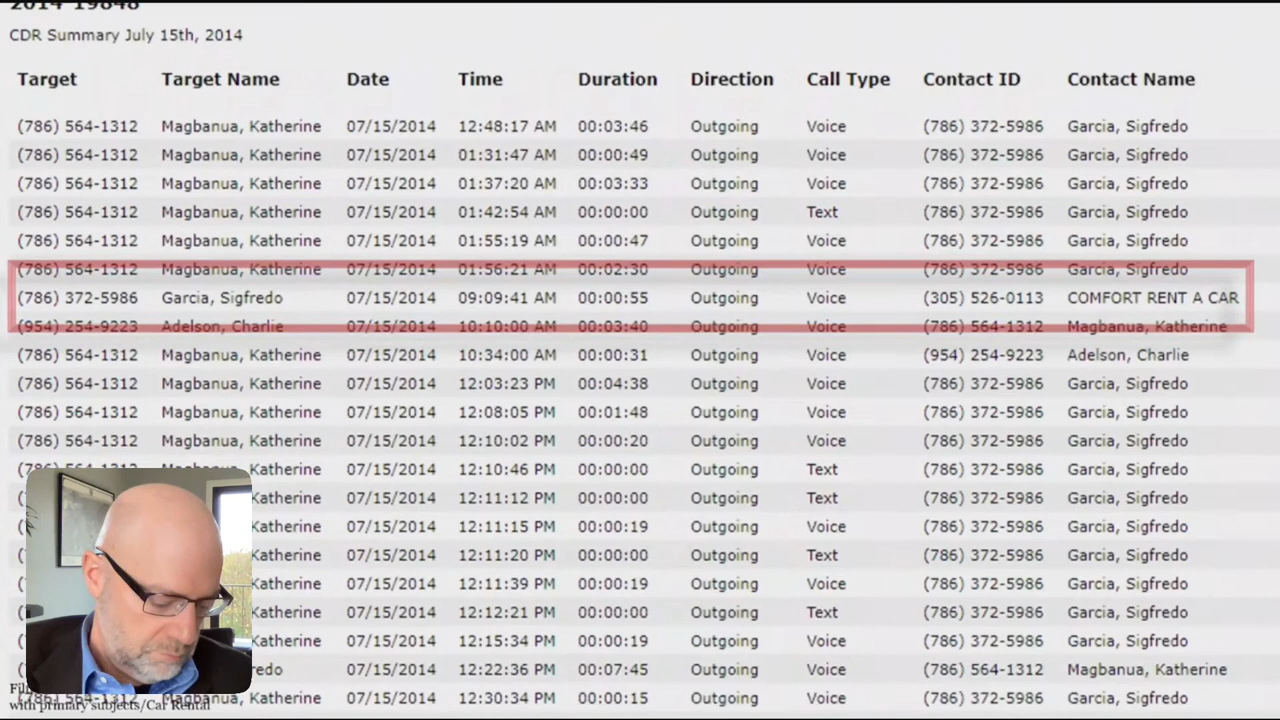 2014-19848
CDR Summary July 15th, 2014
Target Target Name Date Time Duration Direction Call Type Contact ID Contact Name
(786) 564-1312 Magbanua, Katherine 07/15/2014 12:48:17 AM 00:03:46 Outgoing Voice (786) 372-5986 Garcia, Sigfredo
(786) 564-1312 Magbanua, Katherine 07/15/2014 01:31:47 AM 00:00:49 Outgoing Voice (786) 372-5986 Garcia, Sigfredo
(786) 564-1312 Magbanua, Katherine 07/15/2014 01:37:20 AM 00:03:33 Outgoing Voice (786) 372-5986 Garcia, Sigfredo
(786) 564-1312 Magbanua, Katherine 07/15/2014 01:42:54 AM 00:00:00 Outgoing Text (786) 372-5986 Garcia, Sigfredo
(786) 564-1312 Magbanua, Katherine 07/15/2014 01:55:19 AM 00:00:47 Outgoing Voice (786) 372-5986 Garcia, Sigfredo
(786) 564-1312 Magbanua, Katherine 07/15/2014 01:56:21 AM 00:02:30 Outgoing Voice (786) 372-5986 Garcia, Sigfredo
(786) 372-5986 Garcia, Sigfredo 07/15/2014 09:09:41 AM 00:00:55 Outgoing Voice (305) 526-0113 COMFORT RENT A CAR
(954) 254-9223 Adelson, Charlie 07/15/2014 10:10:00 AM 00:03:40 Outgoing Voice (786) 564-1312 Magbanua, Katherine
(786) 564-1312 Magbanua, Katherine 07/15/2014 10:34:00 AM 00:00:31 Outgoing Voice (954) 254-9223 Adelson, Charlie
(786) 564-1312 Magbanua, Katherine 07/15/2014 12:03:23 PM 00:04:38 Outgoing Voice (786) 372-5986 Garcia, Sigfredo
(786) 564-1312 Magbanua, Katherine 07/15/2014 12:08:05 PM 00:01:48 Outgoing Voice (786) 372-5986 Garcia, Sigfredo
(786) 564-1312 Magbanua, Katherine 07/15/2014 12:10:02 PM 00:00:20 Outgoing Voice (786) 372-5986 Garcia, Sigfredo
(786) 564-1312 Magbanua, Katherine 07/15/2014 12:10:46 PM 00:00:00 Outgoing Text (786) 372-5986 Garcia, Sigfredo
Katherine 07/15/2014 12:11:12 PM 00:00:00 Outgoing Text (786) 372-5986 Garcia, Sigfredo
Katherine 07/15/2014 12:11:15 PM 00:00:19 Outgoing Voice (786) 372-5986 Garcia, Sigfredo
Katherine 07/15/2014 12:11:20 PM 00:00:00 Outgoing Text (786) 372-5986 Garcia, Sigfredo
Katherine 07/15/2014 12:11:39 PM 00:00:19 Outgoing Voice (786) 372-5986 Garcia, Sigfredo
Katherine 07/15/2014 12:12:21 PM 00:00:00 Outgoing Text (786) 372-5986 Garcia, Sigfredo
Katherine 07/15/2014 12:15:34 PM 00:00:19 Outgoing Voice (786) 372-5986 Garcia, Sigfredo
07/15/2014 12:22:36 PM 00:07:45 Outgoing Voice (786) 564-1312 Magbanua, Katherine
(786) 564-1312 Magbanua, Katherine 07/15/2014 12:30:34 PM 00:00:15 Outgoing Voice (786) 372-5986 Garcia, Sigfredo
with primary subjects/Car Rental